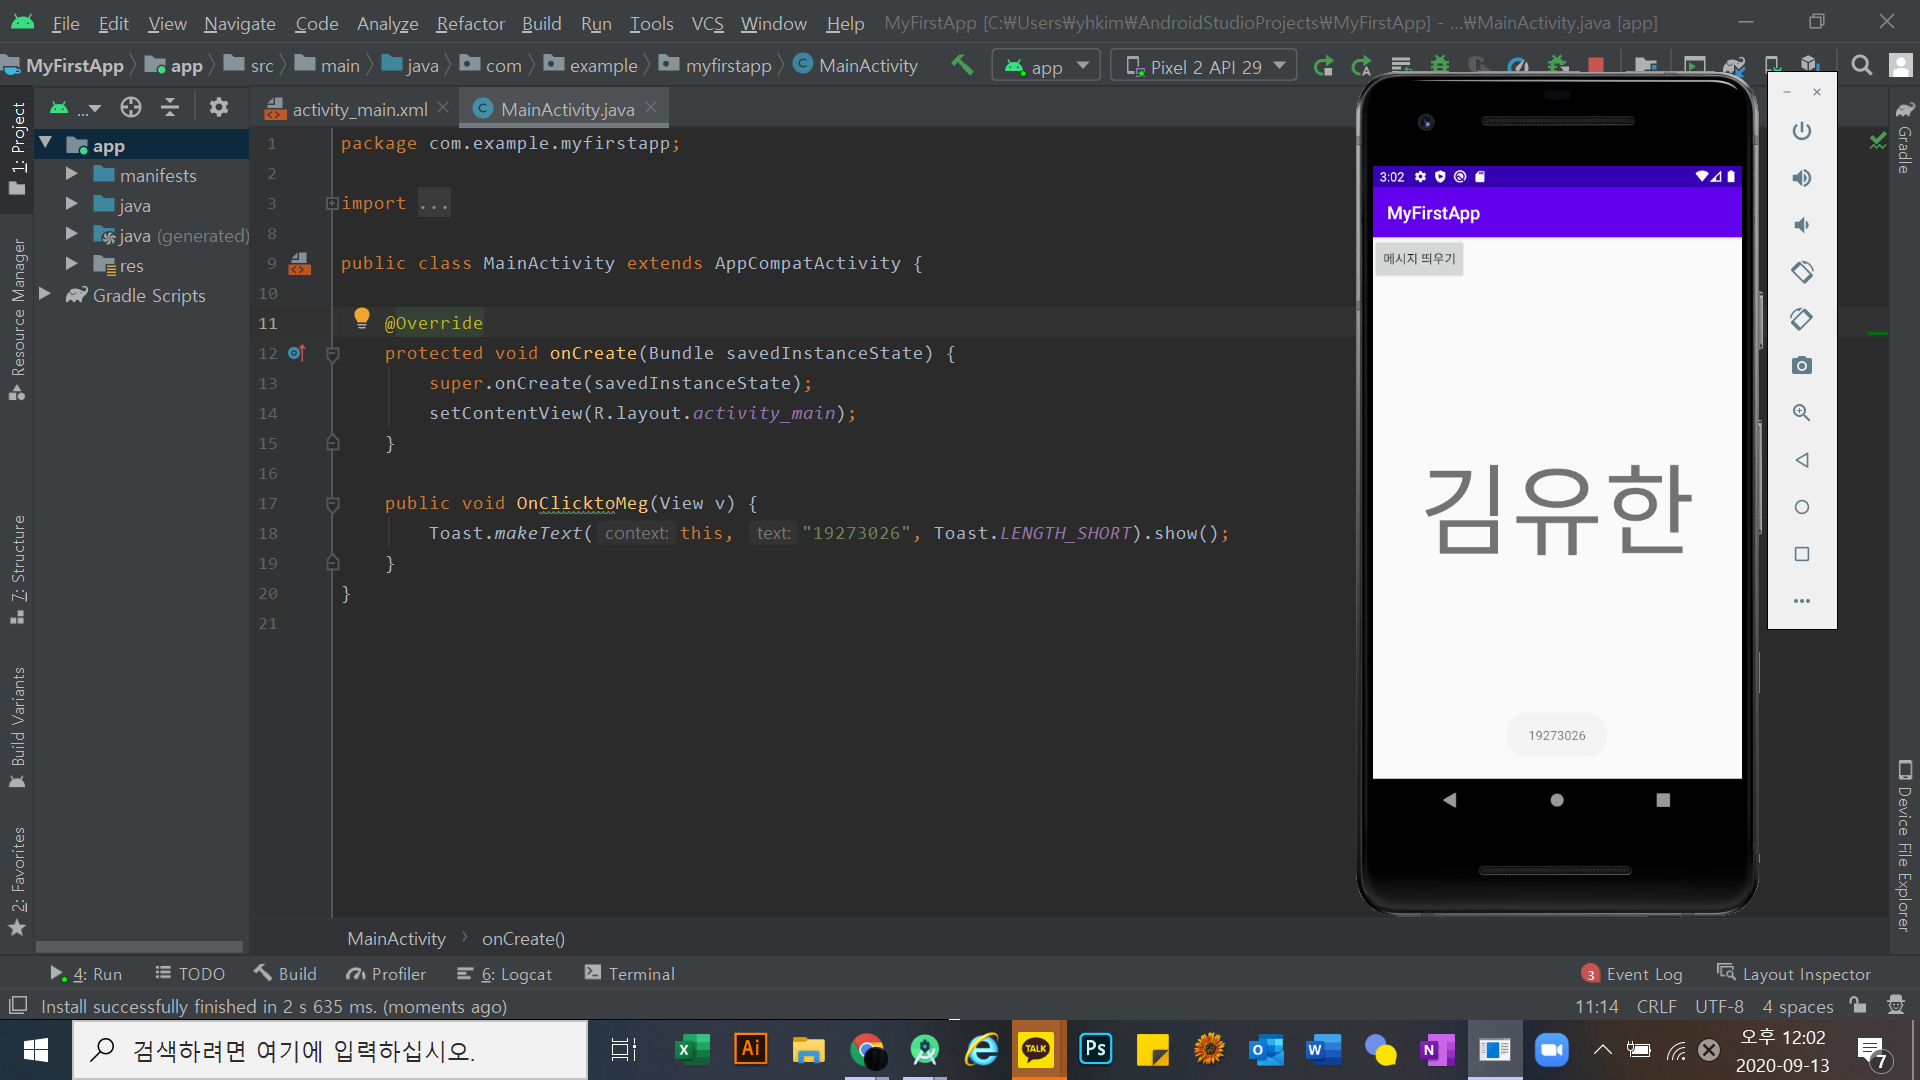 File Edit View Navigate Code Analyze Refactor Build Run Tools VCS Window Help MyFirstApp [C:₩Users₩yhkim₩AndroidStudioProjects₩MyFirstApp] - ...₩MainActivity.java [app]
MyFirstApp app src main java com example myfirstapp MainActivity app Pixel 2 API 29
... activity_main.xml MainActivity.java
1: Project
Resource Manager
7: Structure
Build Variants
2: Favorites
app
manifests
java
java (generated)
res
Gradle Scripts
1 package com.example.myfirstapp;
2
3 import ...
8
9 public class MainActivity extends AppCompatActivity {
10
11 @Override
12 protected void onCreate(Bundle savedInstanceState) {
13 super.onCreate(savedInstanceState);
14 setContentView(R.layout.activity_main);
15 }
16
17 public void OnClicktoMeg(View v) {
18 Toast.makeText( context: this, text: "19273026", Toast.LENGTH_SHORT).show();
19 }
20 }
21
3:02
MyFirstApp
메시지 띄우기
김유한
19273026
Gradle
Device File Explorer
MainActivity onCreate()
4: Run TODO Build Profiler 6: Logcat Terminal 3 Event Log Layout Inspector
Install successfully finished in 2 s 635 ms. (moments ago) 11:14 CRLF UTF-8 4 spaces
검색하려면 여기에 입력하십시오.
X Ai TALK Ps O W N
오후 12:02
2020-09-13
7